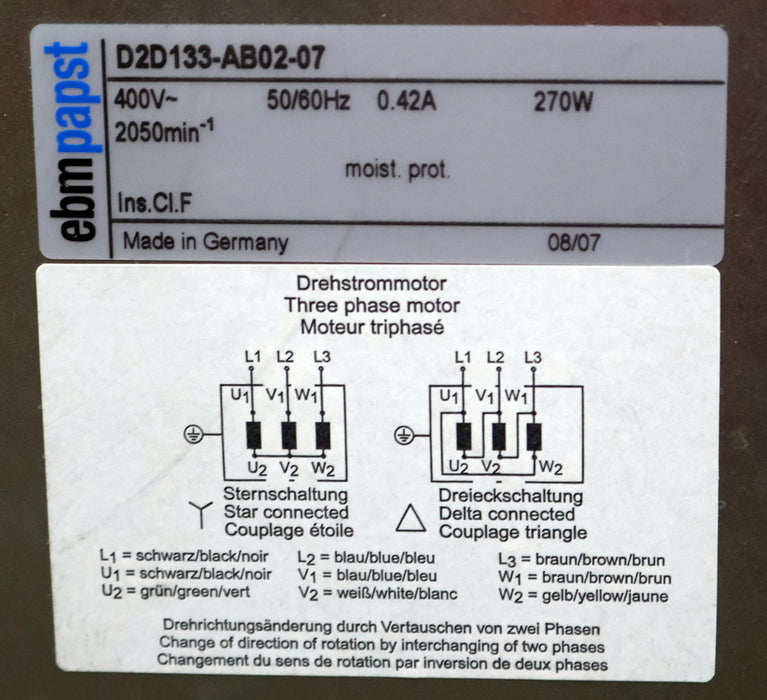 ebmpapst
D2D133-AB02-07
400V~ 50/60Hz 0.42A 270W
2050min-1
moist. prot.
Ins.Cl.F
Made in Germany 08/07
Drehstrommotor
Three phase motor
Moteur triphasé
L1 L2 L3 L1 L2 L3
U1 V1 W1 U1 V1 W1
U2 V2 W2 U2 V2 W2
Sternschaltung Dreieckschaltung
Star connected Delta connected
Couplage étoile Couplage triangle
L1 = schwarz/black/noir L2 = blau/blue/bleu L3 = braun/brown/brun
U1 = schwarz/black/noir V1 = blau/blue/bleu W1 = braun/brown/brun
U2 = grün/green/vert V2 = weiß/white/blanc W2 = gelb/yellow/jaune
Drehrichtungsänderung durch Vertauschen von zwei Phasen
Change of direction of rotation by interchanging of two phases
Changement du sens de rotation par inversion de deux phases